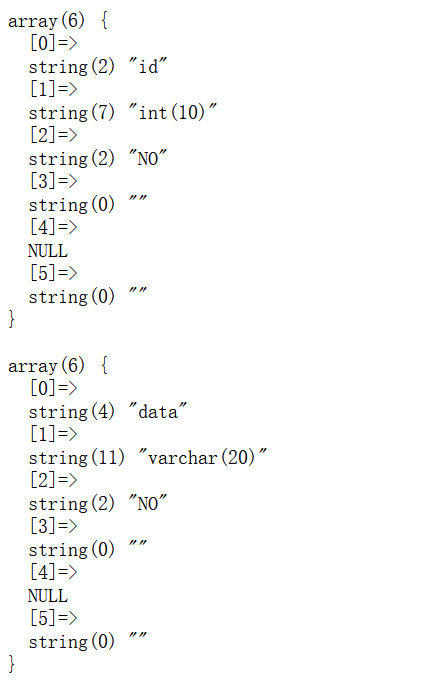 array(6) {
  [0]=>
  string(2) "id"
  [1]=>
  string(7) "int(10)"
  [2]=>
  string(2) "NO"
  [3]=>
  string(0) ""
  [4]=>
  NULL
  [5]=>
  string(0) ""
}

array(6) {
  [0]=>
  string(4) "data"
  [1]=>
  string(11) "varchar(20)"
  [2]=>
  string(2) "NO"
  [3]=>
  string(0) ""
  [4]=>
  NULL
  [5]=>
  string(0) ""
}